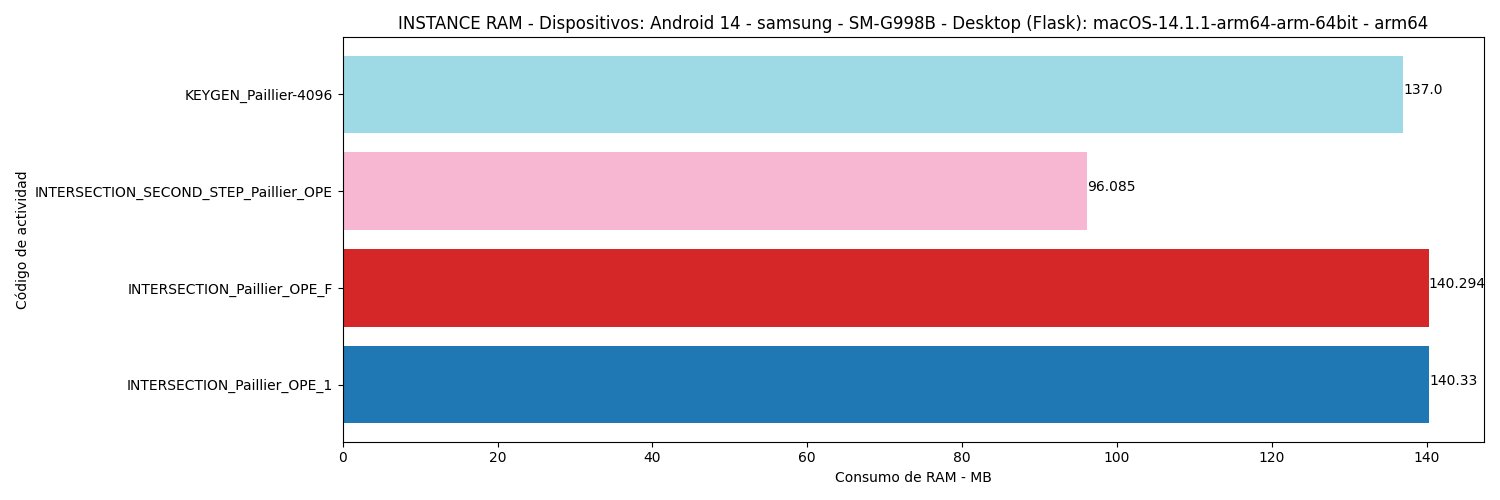 INSTANCE RAM - Dispositivos: Android 14 - samsung - SM-G998B - Desktop (Flask): macOS-14.1.1-arm64-arm-64bit - arm64
Código de actividad
KEYGEN_Paillier-4096
137.0
INTERSECTION_SECOND_STEP_Paillier_OPE
96.085
INTERSECTION_Paillier_OPE_F
140.294
INTERSECTION_Paillier_OPE_1
140.33
0 20 40 60 80 100 120 140
Consumo de RAM - MB